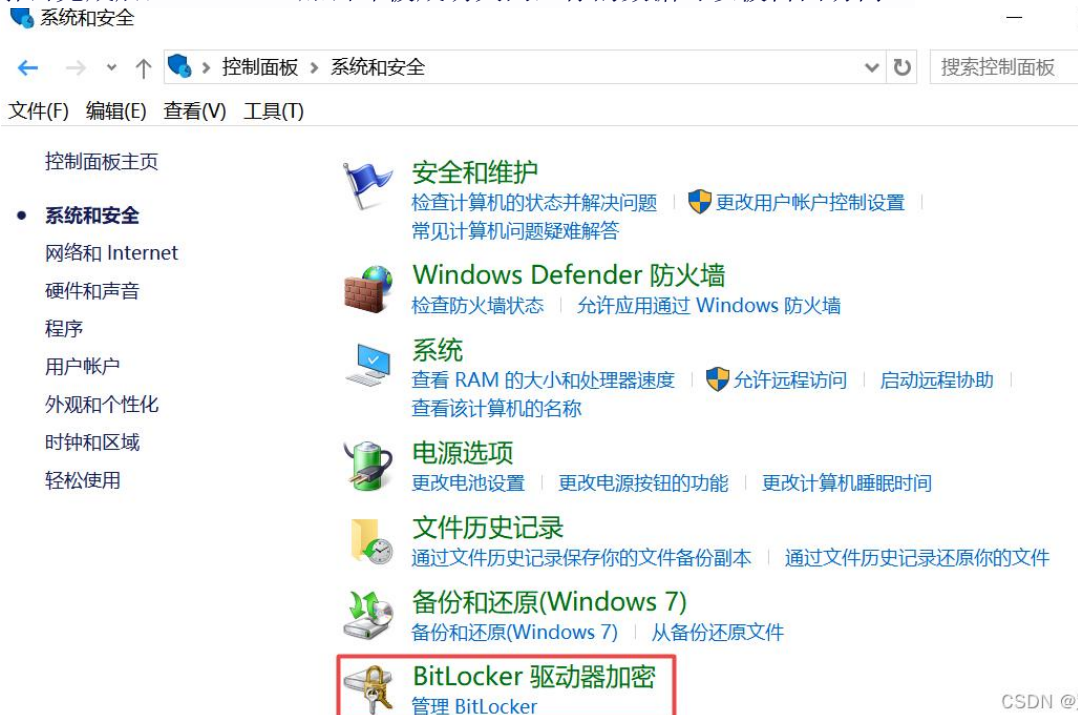 系统和安全
控制面板 系统和安全
搜索控制面板
文件(F) 编辑(E) 查看(V) 工具(T)
控制面板主页
系统和安全
网络和 Internet
硬件和声音
程序
用户帐户
外观和个性化
时钟和区域
轻松使用
安全和维护
检查计算机的状态并解决问题 更改用户帐户控制设置
常见计算机问题疑难解答
Windows Defender 防火墙
检查防火墙状态 允许应用通过 Windows 防火墙
系统
查看 RAM 的大小和处理器速度 允许远程访问 启动远程协助
查看该计算机的名称
电源选项
更改电池设置 更改电源按钮的功能 更改计算机睡眠时间
文件历史记录
通过文件历史记录保存你的文件备份副本 通过文件历史记录还原你的文件
备份和还原(Windows 7)
备份和还原(Windows 7) 从备份还原文件
BitLocker 驱动器加密
管理 BitLocker
CSDN @